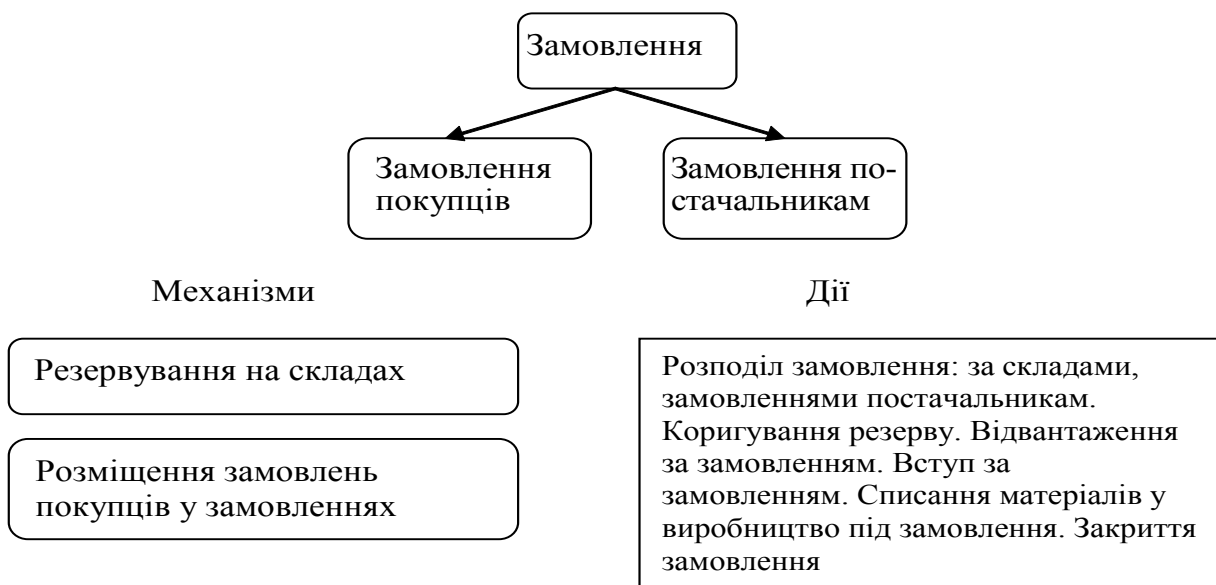 Замовлення
Замовлення
покупців
Замовлення по-
стачальникам
Механізми
Дії
Резервування на складах
Розміщення замовлень
покупців у замовленнях
Розподіл замовлення: за складами,
замовленнями постачальникам.
Коригування резерву. Відвантаження
за замовленням. Вступ за
замовленням. Списання матеріалів у
виробництво під замовлення. Закриття
замовлення